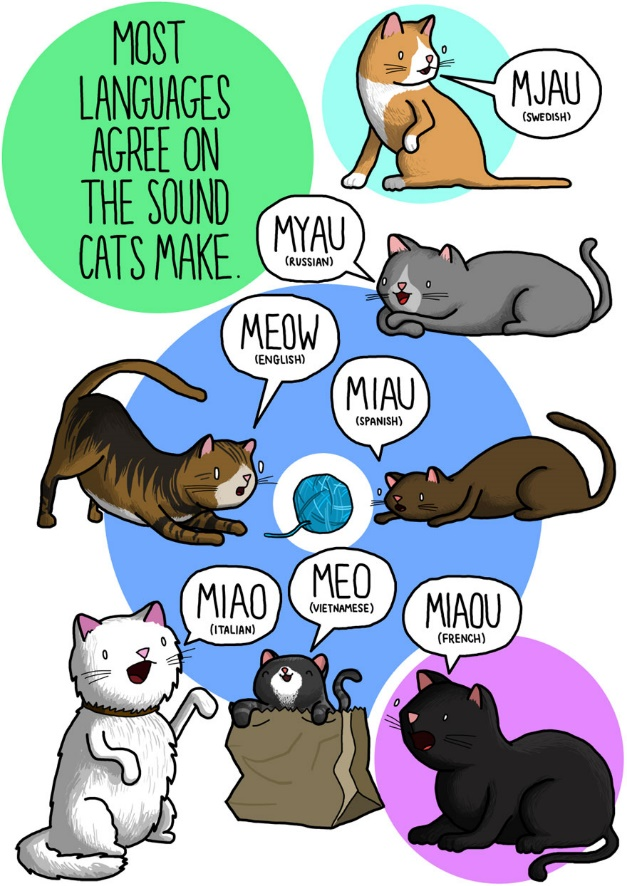 MOST
LANGUAGES
AGREE ON
THE SOUND
CATS MAKE.
MJAU
(SWEDISH)
MYAU
(RUSSIAN)
MEOW
(ENGLISH)
MIAU
(SPANISH)
MIAO
(ITALIAN)
MEO
(VIETNAMESE)
MIAOU
(FRENCH)